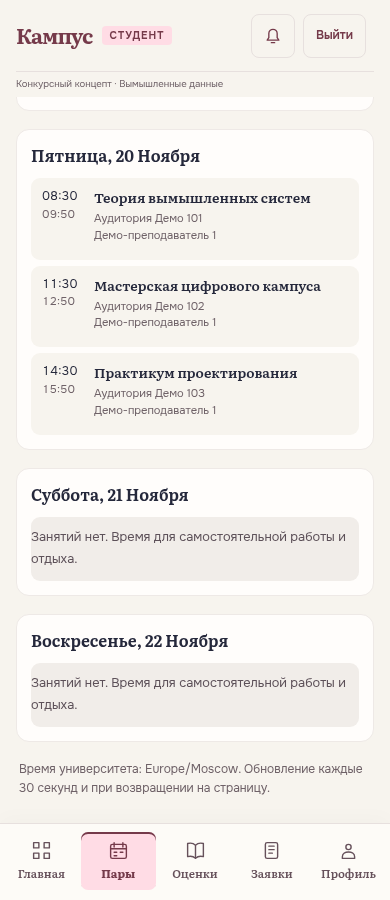 Кампус СТУДЕНТ Выйти
Конкурсный концепт · Вымышленные данные
Пятница, 20 Ноября
08:30 Теория вымышленных систем
09:50 Аудитория Демо 101
Демо-преподаватель 1
11:30 Мастерская цифрового кампуса
12:50 Аудитория Демо 102
Демо-преподаватель 1
14:30 Практикум проектирования
15:50 Аудитория Демо 103
Демо-преподаватель 1
Суббота, 21 Ноября
Занятий нет. Время для самостоятельной работы и
отдыха.
Воскресенье, 22 Ноября
Занятий нет. Время для самостоятельной работы и
отдыха.
Время университета: Europe/Moscow. Обновление каждые
30 секунд и при возвращении на страницу.
Главная Пары Оценки Заявки Профиль